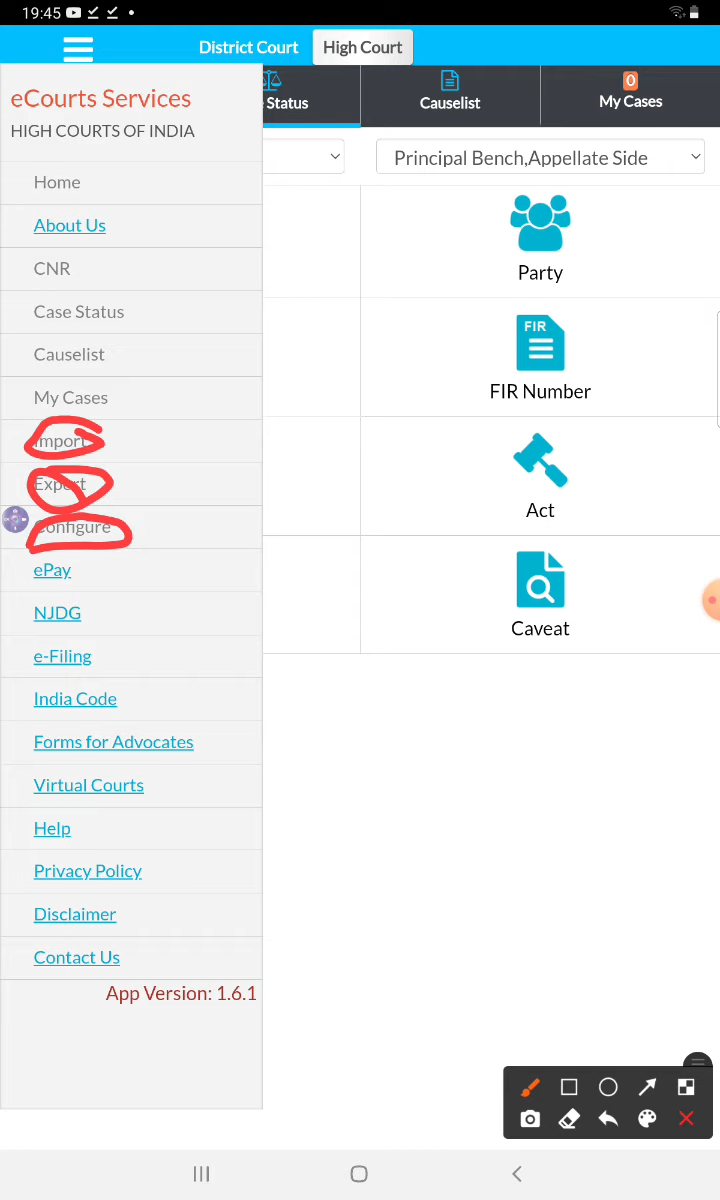 19:45
District Court High Court
eCourts Services
HIGH COURTS OF INDIA
Status
Causelist
0
My Cases
Principal Bench,Appellate Side
Home
About Us
CNR
Case Status
Causelist
My Cases
Import
Export
Configure
ePay
NJDG
e-Filing
India Code
Forms for Advocates
Virtual Courts
Help
Privacy Policy
Disclaimer
Contact Us
App Version: 1.6.1
Party
FIR
FIR Number
Act
Caveat